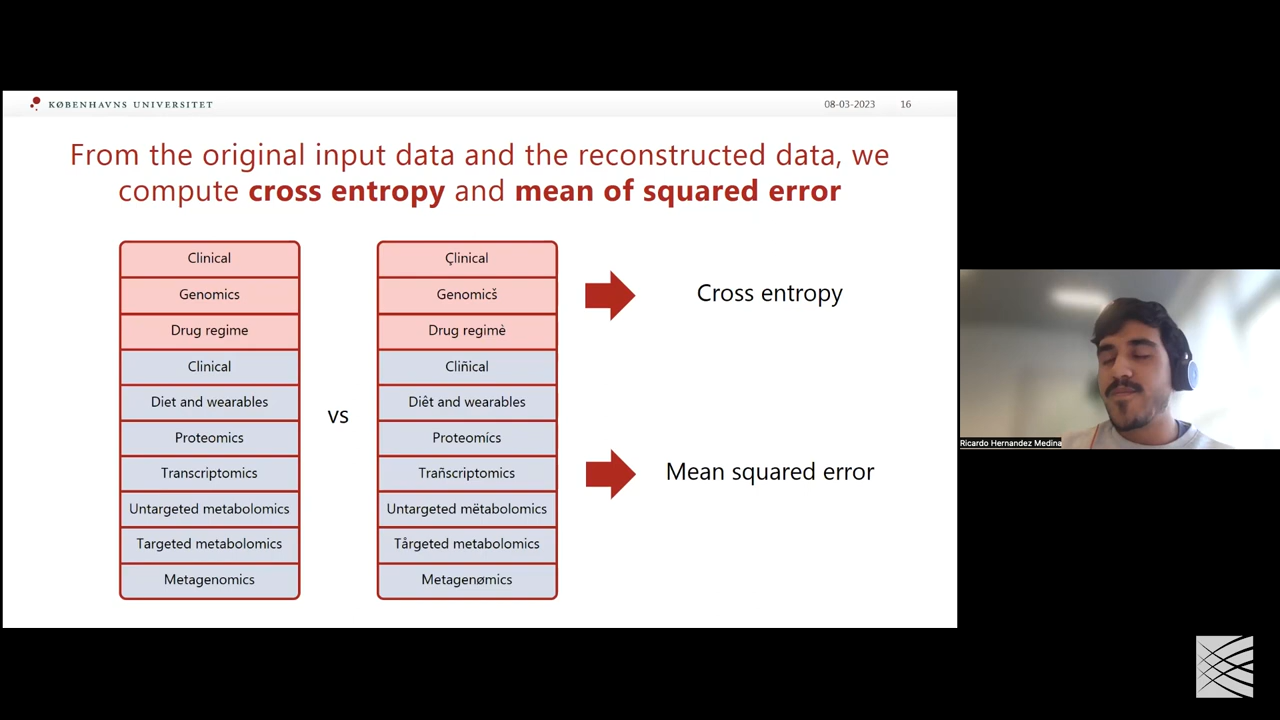 KØBENHAVNS UNIVERSITET
08-03-2023
16
From the original input data and the reconstructed data, we
compute cross entropy and mean of squared error
Clinical
Genomics
Drug regime
Clinical
Diet and wearables
Proteomics
Transcriptomics
Untargeted metabolomics
Targeted metabolomics
Metagenomics
vs
Çlinical
Genomicš
Drug regimè
Cliñical
Diêt and wearables
Proteomícs
Trañscriptomics
Untargeted mëtabolomics
Tårgeted metabolomics
Metagenømics
Cross entropy
Mean squared error
Ricardo Hernandez Medina